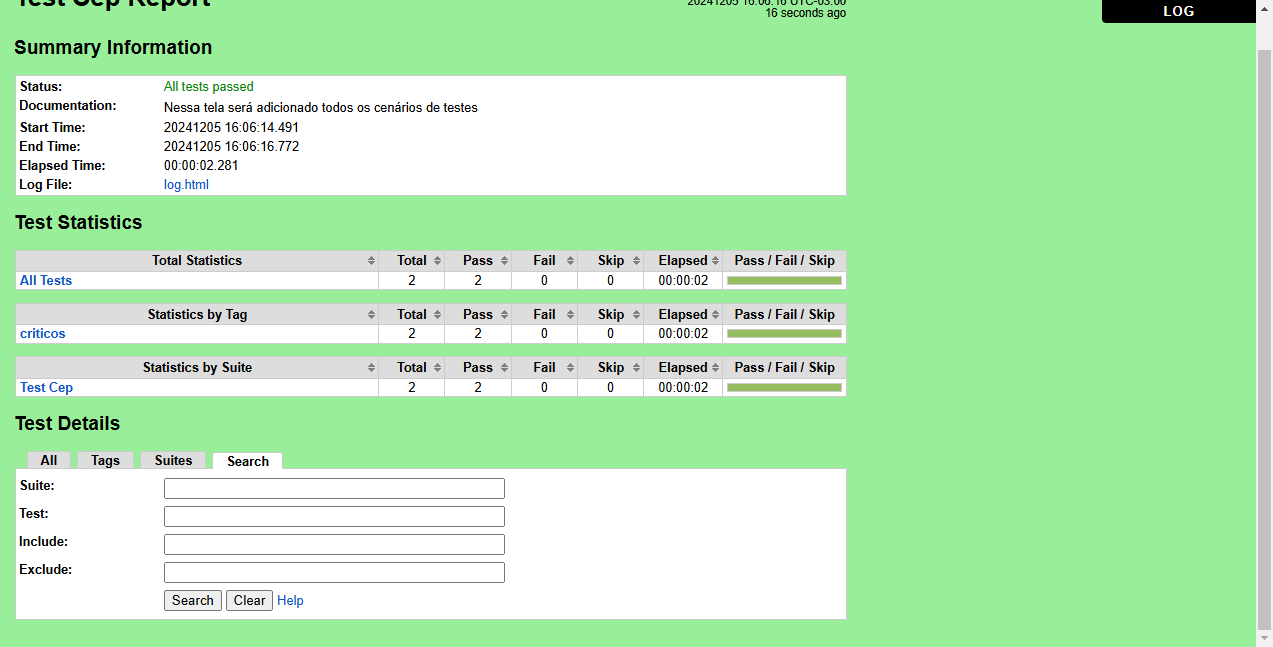 Test Cep Report
20241205 16:06:16 UTC-03:00
16 seconds ago
LOG
Summary Information
Status: All tests passed
Documentation: Nessa tela será adicionado todos os cenários de testes
Start Time: 20241205 16:06:14.491
End Time: 20241205 16:06:16.772
Elapsed Time: 00:00:02.281
Log File: log.html
Test Statistics
Total Statistics Total Pass Fail Skip Elapsed Pass / Fail / Skip
All Tests 2 2 0 0 00:00:02
Statistics by Tag Total Pass Fail Skip Elapsed Pass / Fail / Skip
criticos 2 2 0 0 00:00:02
Statistics by Suite Total Pass Fail Skip Elapsed Pass / Fail / Skip
Test Cep 2 2 0 0 00:00:02
Test Details
All Tags Suites Search
Suite:
Test:
Include:
Exclude:
Search Clear Help